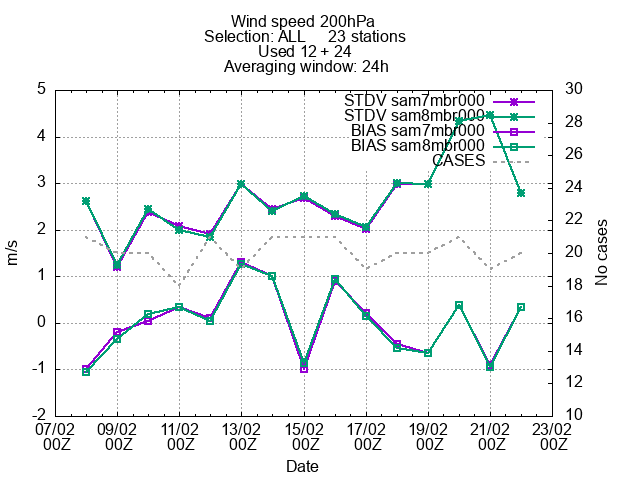 Wind speed 200hPa
Selection: ALL 23 stations
Used 12 + 24
Averaging window: 24h
STDV sam7mbr000
STDV sam8mbr000
BIAS sam7mbr000
BIAS sam8mbr000
CASES
5
4
3
2
1
0
-1
-2
m/s
30
28
26
24
22
20
18
16
14
12
10
No cases
07/02 09/02 11/02 13/02 15/02 17/02 19/02 21/02 23/02
00Z 00Z 00Z 00Z 00Z 00Z 00Z 00Z 00Z
Date